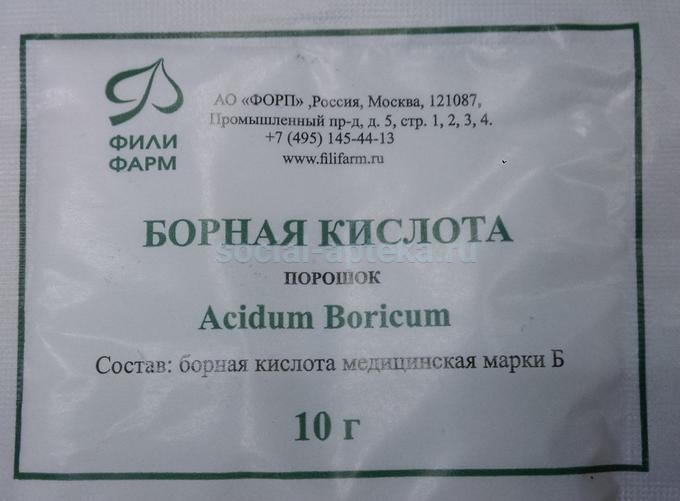 ФИЛИ
ФАРМ
АО «ФОРП» ,Россия, Москва, 121087,
Промышленный пр-д, д. 5, стр. 1, 2, 3, 4.
+7 (495) 145-44-13
www.filifarm.ru
БОРНАЯ КИСЛОТА
social-apteka.ru
ПОРОШОК
Acidum Boricum
Состав: борная кислота медицинская марки Б
10 г